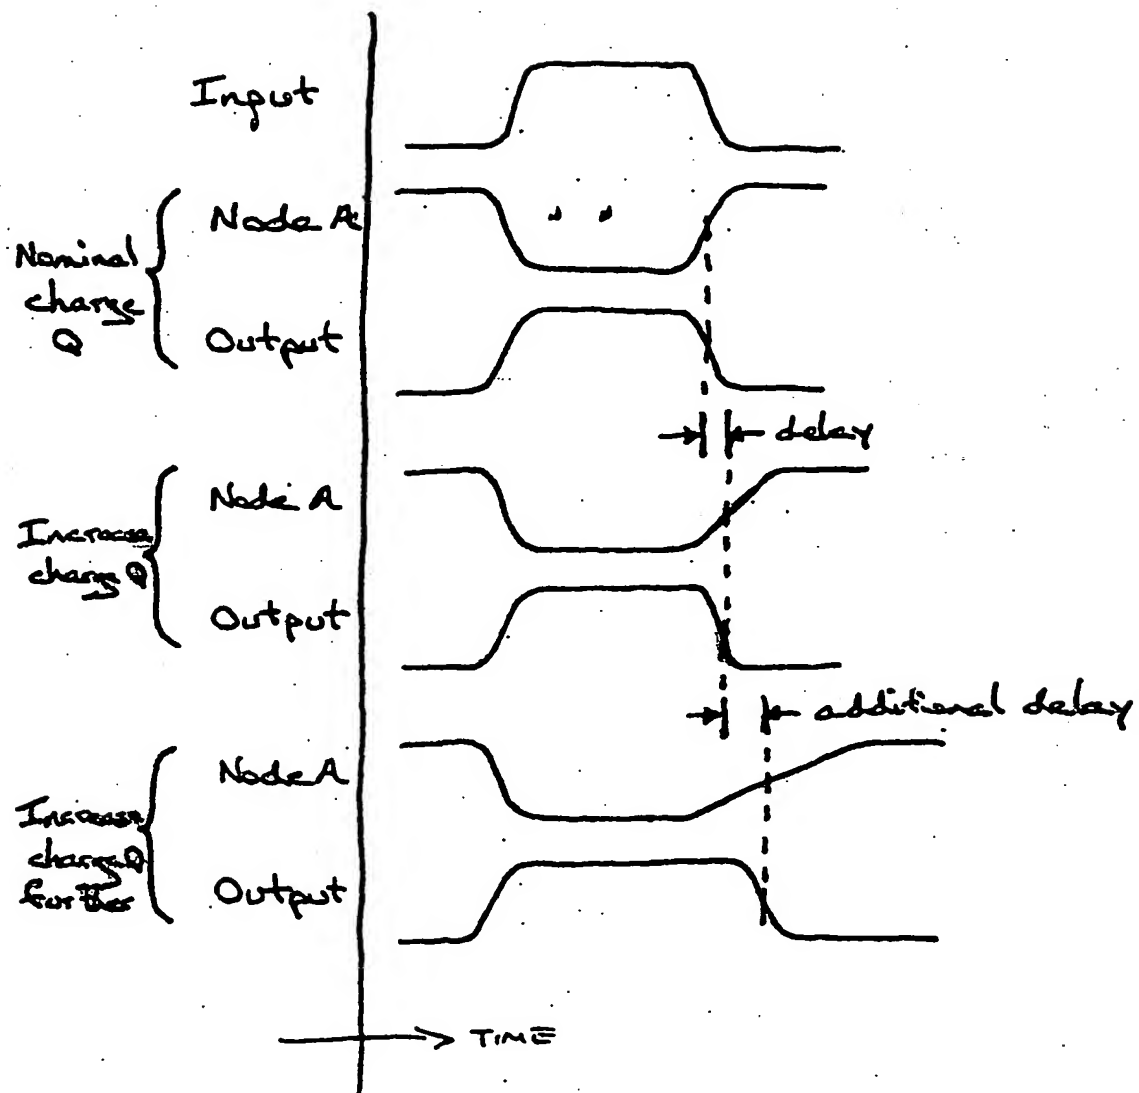 Input
Node A
Nominal
charge
Q
Output
delay
Node A
Increase
charge Q
Output
additional delay
Node A
Increase
charge Q
further
Output
TIME